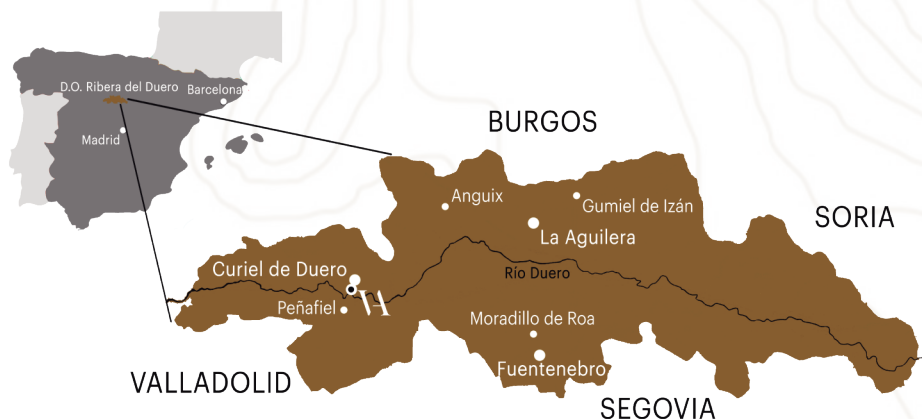 D.O. Ribera del Duero
Barcelona
Madrid
BURGOS
Anguix
Gumiel de Izán
SORIA
La Aguilera
Curiel de Duero
Río Duero
Peñafiel
Moradillo de Roa
Fuentenebro
VALLADOLID
SEGOVIA